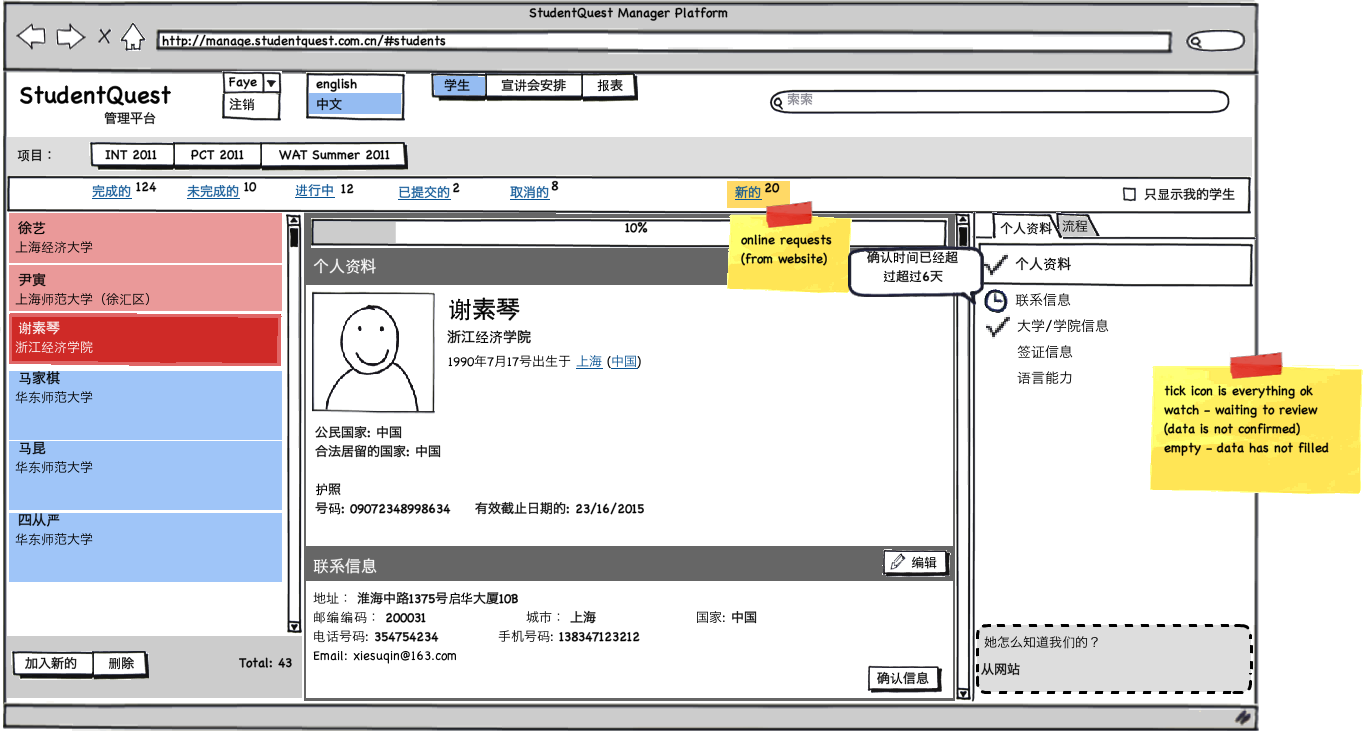 StudentQuest Manager Platform
http://manage.studentquest.com.cn/#students
StudentQuest
管理平台
Faye
注销
english
中文
学生 宣讲会安排 报表
索索
项目： INT 2011 PCT 2011 WAT Summer 2011
完成的 124 未完成的 10 进行中 12 已提交的 2 取消的 8 新的 20 只显示我的学生
徐艺
上海经济大学
尹寅
上海师范大学（徐汇区）
谢素琴
浙江经济学院
马家棋
华东师范大学
马昆
华东师范大学
四从严
华东师范大学
加入新的 删除 Total: 43
10%
个人资料
谢素琴
浙江经济学院
1990年7月17号出生于 上海 (中国)
公民国家: 中国
合法居留的国家: 中国
护照
号码: 09072348998634 有效截止日期的: 23/16/2015
联系信息 编辑
地址： 淮海中路1375号启华大厦10B
邮编编码： 200031 城市： 上海 国家: 中国
电话号码: 354754234 手机号码: 138347123212
Email: xiesuqin@163.com
确认信息
online requests
(from website)
确认时间已经超
过超过6天
个人资料 流程
个人资料
联系信息
大学/学院信息
签证信息
语言能力
tick icon is everything ok
watch - waiting to review
(data is not confirmed)
empty - data has not filled
她怎么知道我们的？
从网站